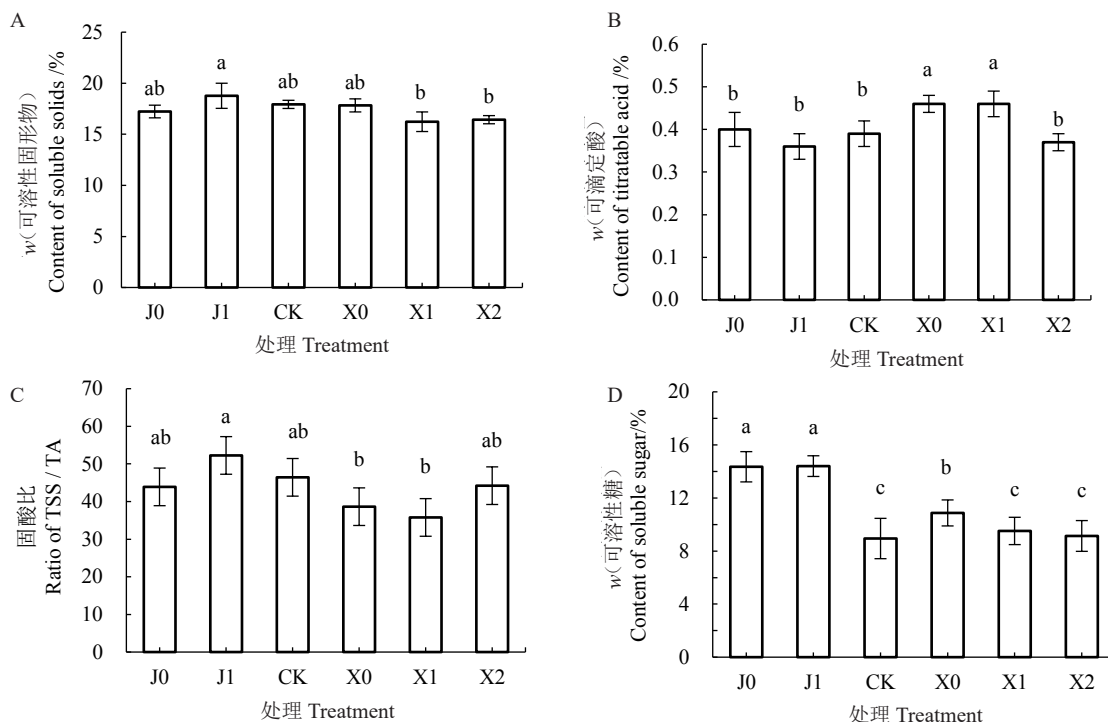 A
w(可溶性固形物)
Content of soluble solids /%
25
20
15
10
5
0
ab
a
ab
ab
b
b
J0 J1 CK X0 X1 X2
处理 Treatment
B
w(可滴定酸)
Content of titratable acid /%
0.6
0.5
0.4
0.3
0.2
0.1
0.0
b
b
b
a
a
b
J0 J1 CK X0 X1 X2
处理 Treatment
C
固酸比
Ratio of TSS / TA
70
60
50
40
30
20
10
0
ab
a
ab
b
b
ab
J0 J1 CK X0 X1 X2
处理 Treatment
D
w(可溶性糖)
Content of soluble sugar/%
20
16
12
8
4
0
a
a
c
b
c
c
J0 J1 CK X0 X1 X2
处理 Treatment